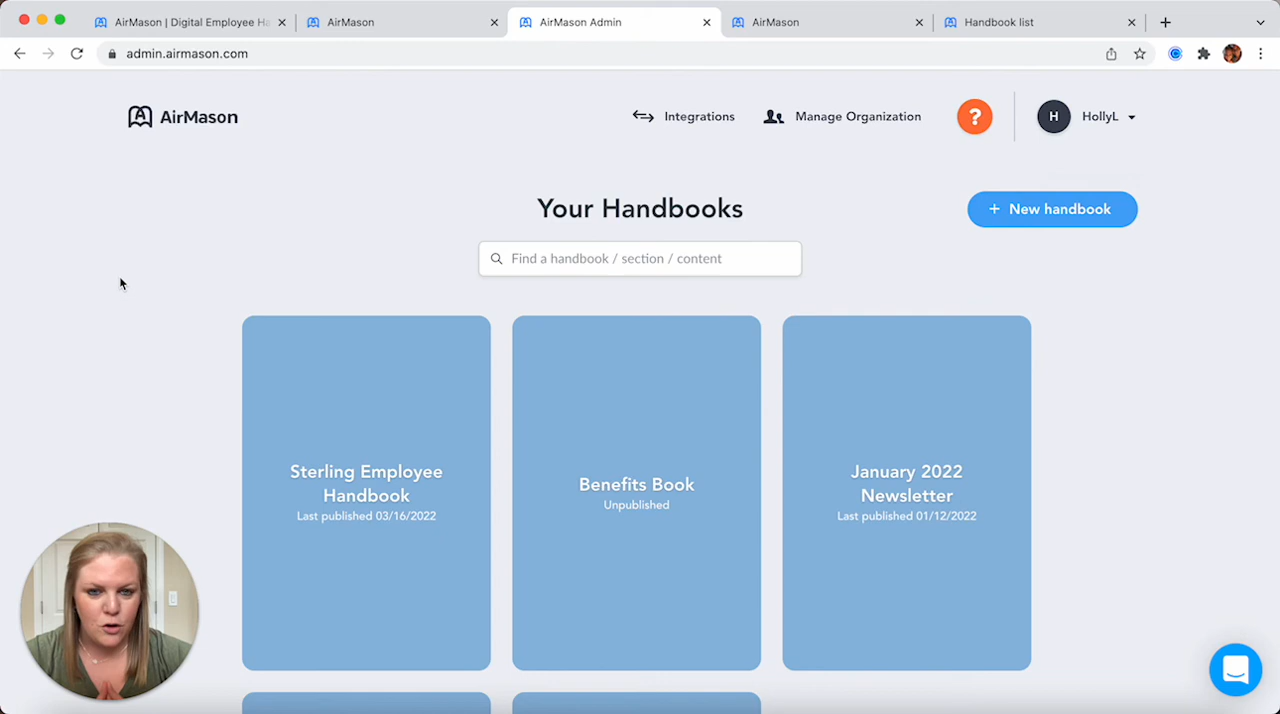 AirMason | Digital Employee Ha
AirMason
AirMason Admin
AirMason
Handbook list
admin.airmason.com
AirMason
Integrations
Manage Organization
?
H
HollyL
Your Handbooks
+ New handbook
Find a handbook / section / content
Sterling Employee
Handbook
Last published 03/16/2022
Benefits Book
Unpublished
January 2022
Newsletter
Last published 01/12/2022